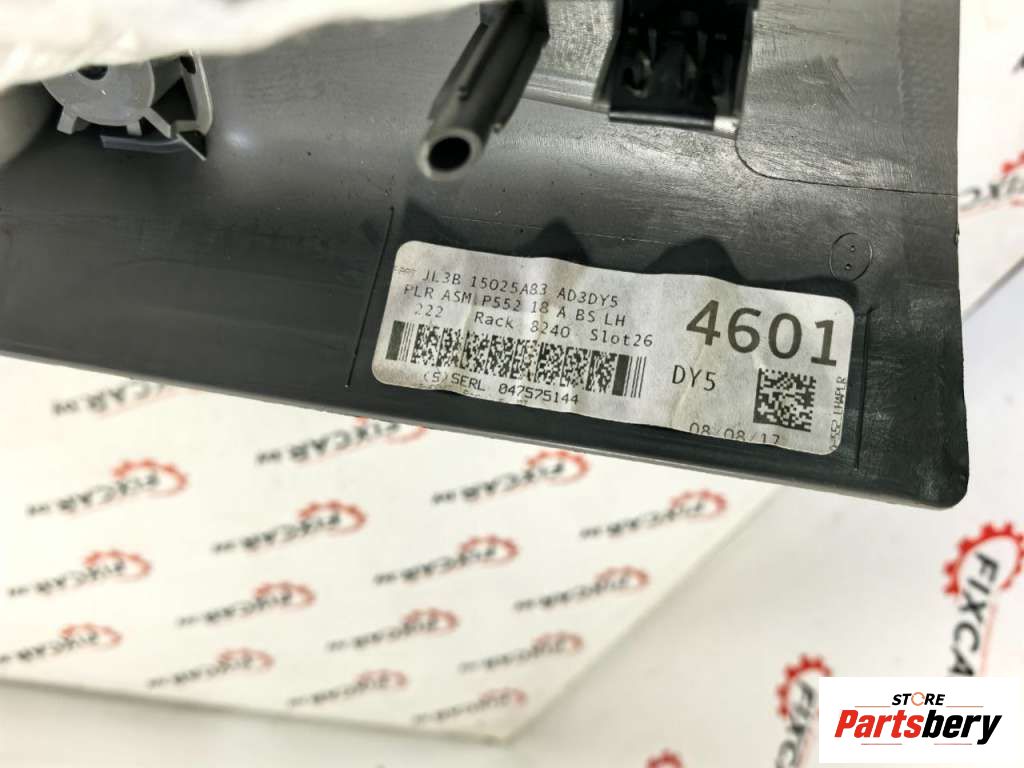 JL3B 15025A83 AD3DY5
PLR ASM P552 18 A BS LH
222 Rack 8240 Slot26
(S)SERL 047575144
4601
DY5
08/08/17
FIXCAR
STORE
Partsbery